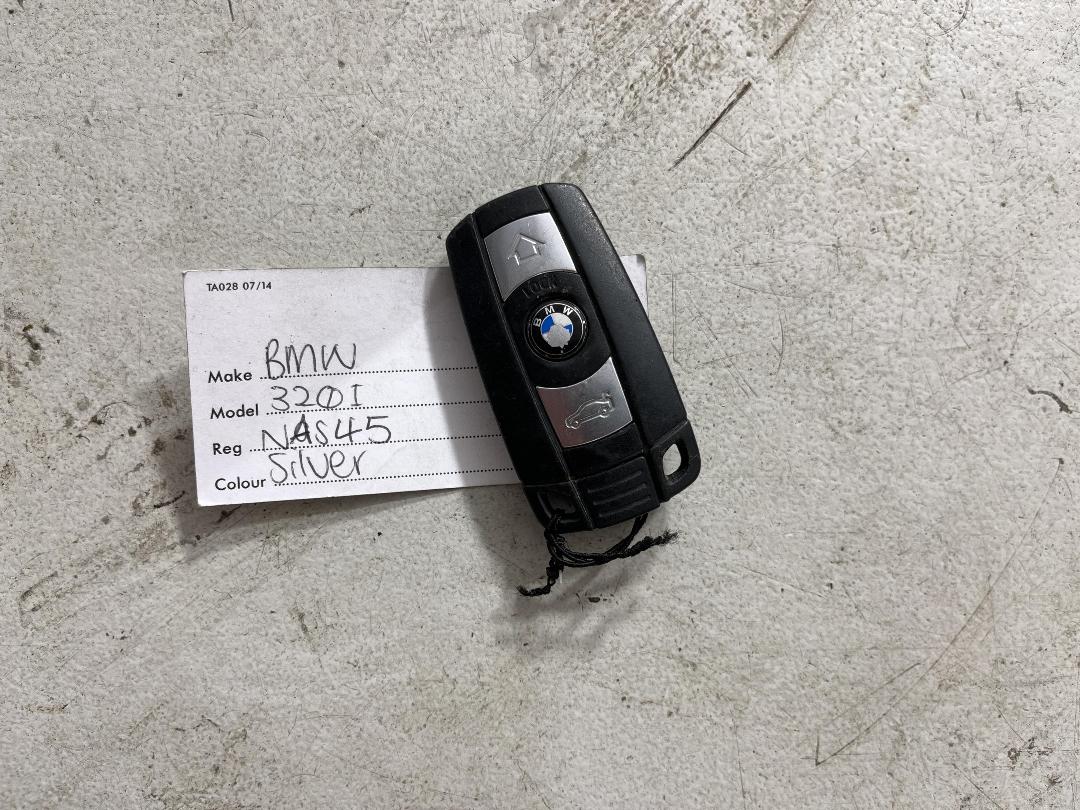 TA028 07/14
Make BMW
Model 320I
Reg NAS45
Colour Silver
LOCK
BMW